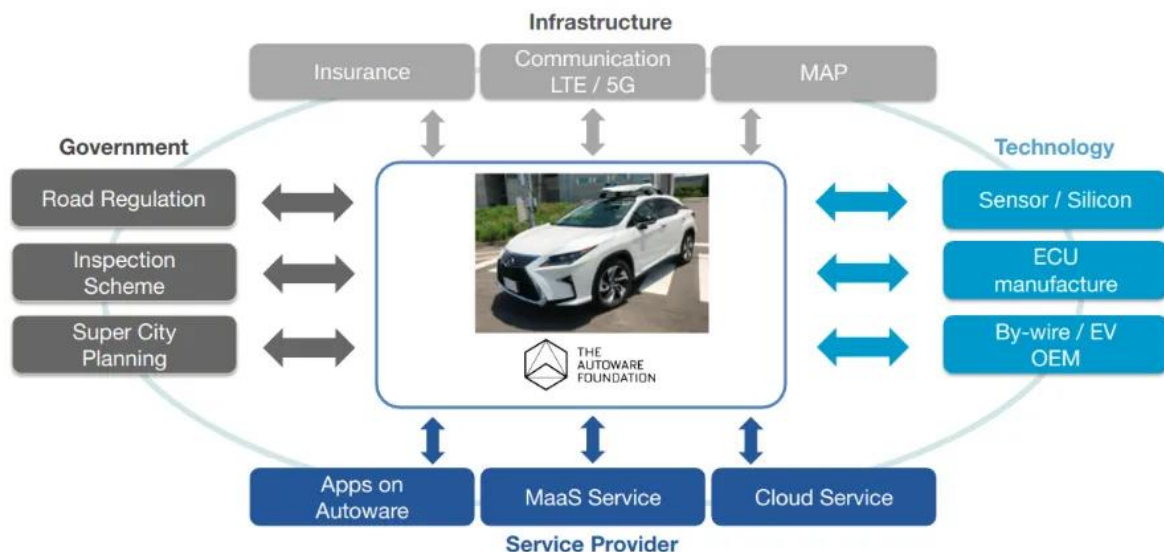 Infrastructure
Insurance
Communication
LTE / 5G
MAP
Government
Road Regulation
Inspection
Scheme
Super City
Planning
Technology
Sensor / Silicon
ECU
manufacture
By-wire / EV
OEM
THE
AUTOWARE
FOUNDATION
Apps on
Autoware
MaaS Service
Cloud Service
Service Provider